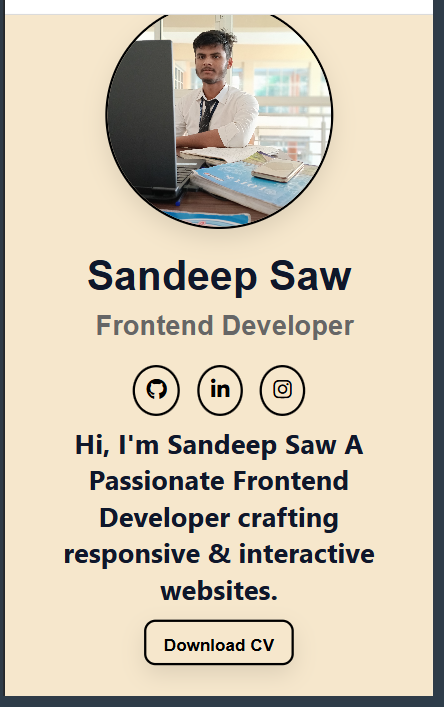 Sandeep Saw
Frontend Developer
in
Hi, I'm Sandeep Saw A
Passionate Frontend
Developer crafting
responsive & interactive
websites.
Download CV